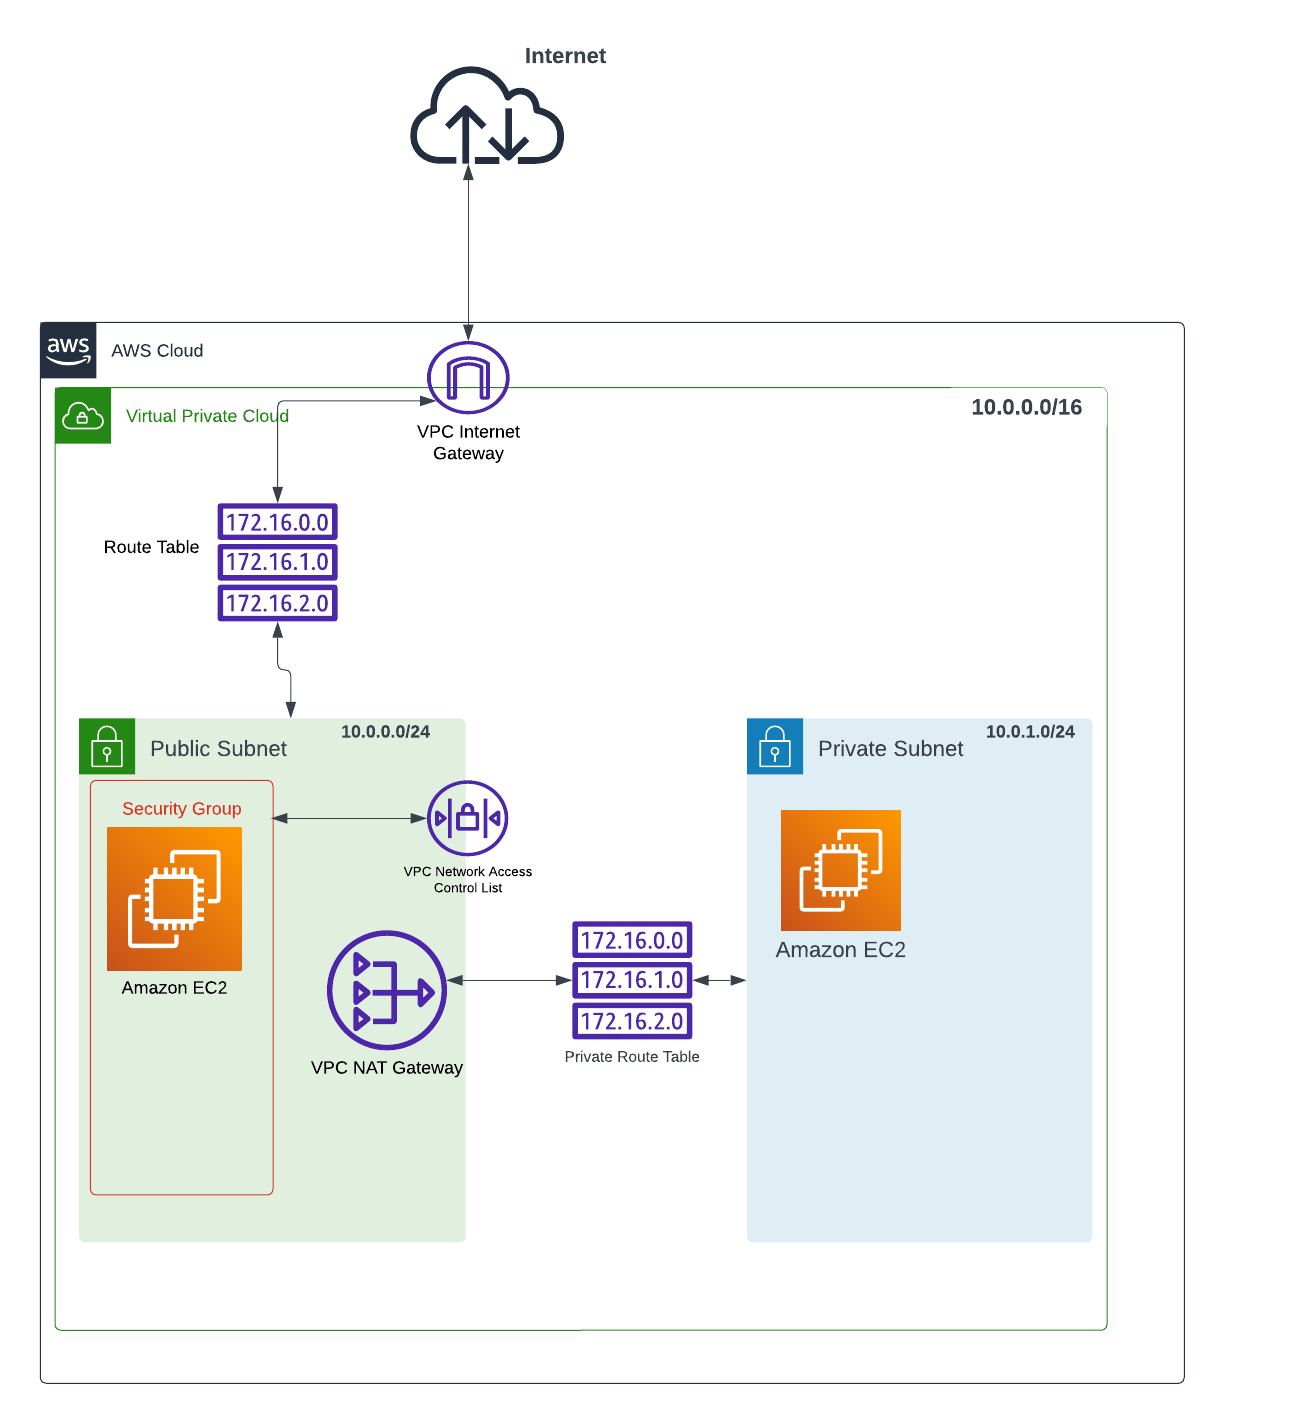 Internet
aws
AWS Cloud
Virtual Private Cloud
10.0.0.0/16
VPC Internet
Gateway
Route Table
172.16.0.0
172.16.1.0
172.16.2.0
Public Subnet
10.0.0.0/24
Security Group
Amazon EC2
VPC Network Access
Control List
VPC NAT Gateway
172.16.0.0
172.16.1.0
172.16.2.0
Private Route Table
Private Subnet
10.0.1.0/24
Amazon EC2